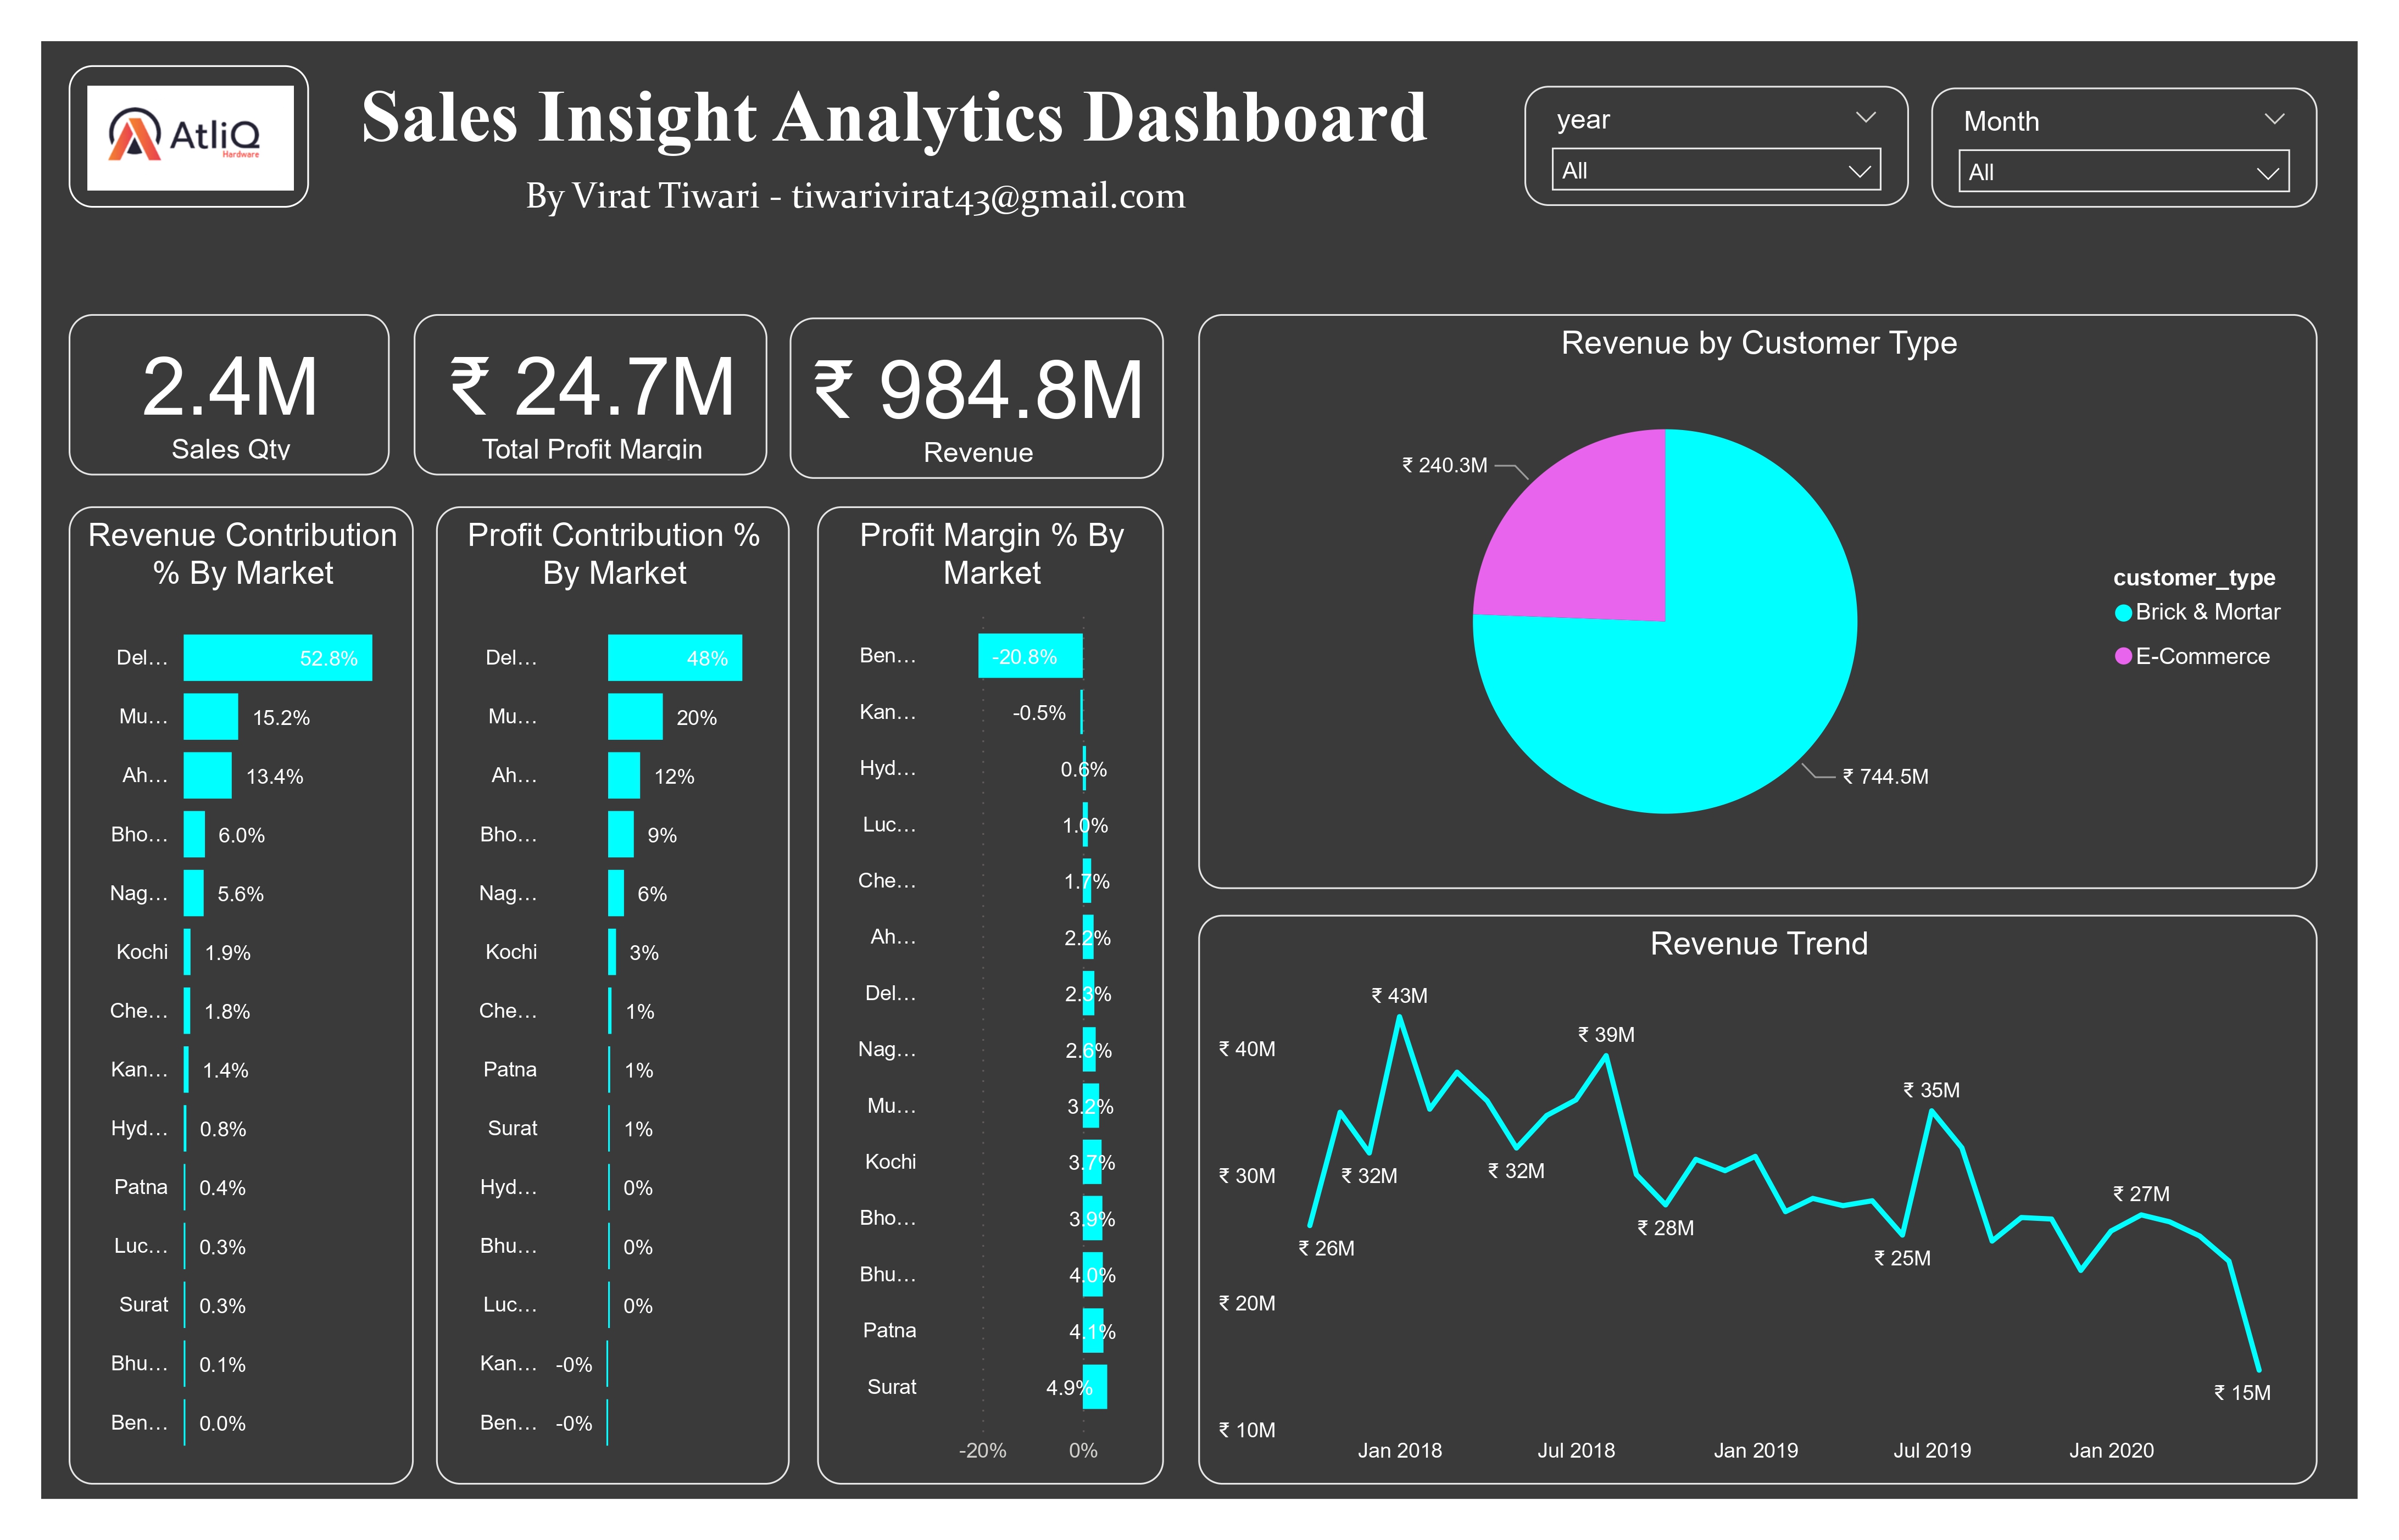 AtliQ
Hardware
Sales Insight Analytics Dashboard
By Virat Tiwari - tiwarivirat43@gmail.com
year
All
Month
All
2.4M
Sales Qty
₹ 24.7M
Total Profit Margin
₹ 984.8M
Revenue
Revenue Contribution
% By Market
Del… 52.8%
Mu… 15.2%
Ah… 13.4%
Bho… 6.0%
Nag… 5.6%
Kochi 1.9%
Che… 1.8%
Kan… 1.4%
Hyd… 0.8%
Patna 0.4%
Luc… 0.3%
Surat 0.3%
Bhu… 0.1%
Ben… 0.0%
Profit Contribution %
By Market
Del… 48%
Mu… 20%
Ah… 12%
Bho… 9%
Nag… 6%
Kochi 3%
Che… 1%
Patna 1%
Surat 1%
Hyd… 0%
Bhu… 0%
Luc… 0%
Kan… -0%
Ben… -0%
Profit Margin % By
Market
Ben… -20.8%
Kan… -0.5%
Hyd… 0.6%
Luc… 1.0%
Che… 1.7%
Ah… 2.2%
Del… 2.3%
Nag… 2.6%
Mu… 3.2%
Kochi 3.7%
Bho… 3.9%
Bhu… 4.0%
Patna 4.1%
Surat 4.9%
-20% 0%
Revenue by Customer Type
₹ 240.3M
₹ 744.5M
customer_type
Brick & Mortar
E-Commerce
Revenue Trend
₹ 43M
₹ 39M
₹ 40M
₹ 35M
₹ 32M
₹ 32M
₹ 30M
₹ 27M
₹ 28M
₹ 26M
₹ 25M
₹ 20M
₹ 15M
₹ 10M
Jan 2018 Jul 2018 Jan 2019 Jul 2019 Jan 2020